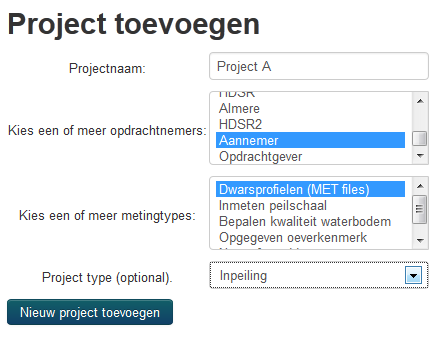 Project toevoegen
Projectnaam:
Project A
Kies een of meer opdrachtnemers:
HDSR
Almere
HDSR2
Aannemer
Opdrachtgever
Kies een of meer metingtypes:
Dwarsprofielen (MET files)
Inmeten peilschaal
Bepalen kwaliteit waterbodem
Opgegeven oeverkenmerk
Project type (optional).
Inpeiling
Nieuw project toevoegen